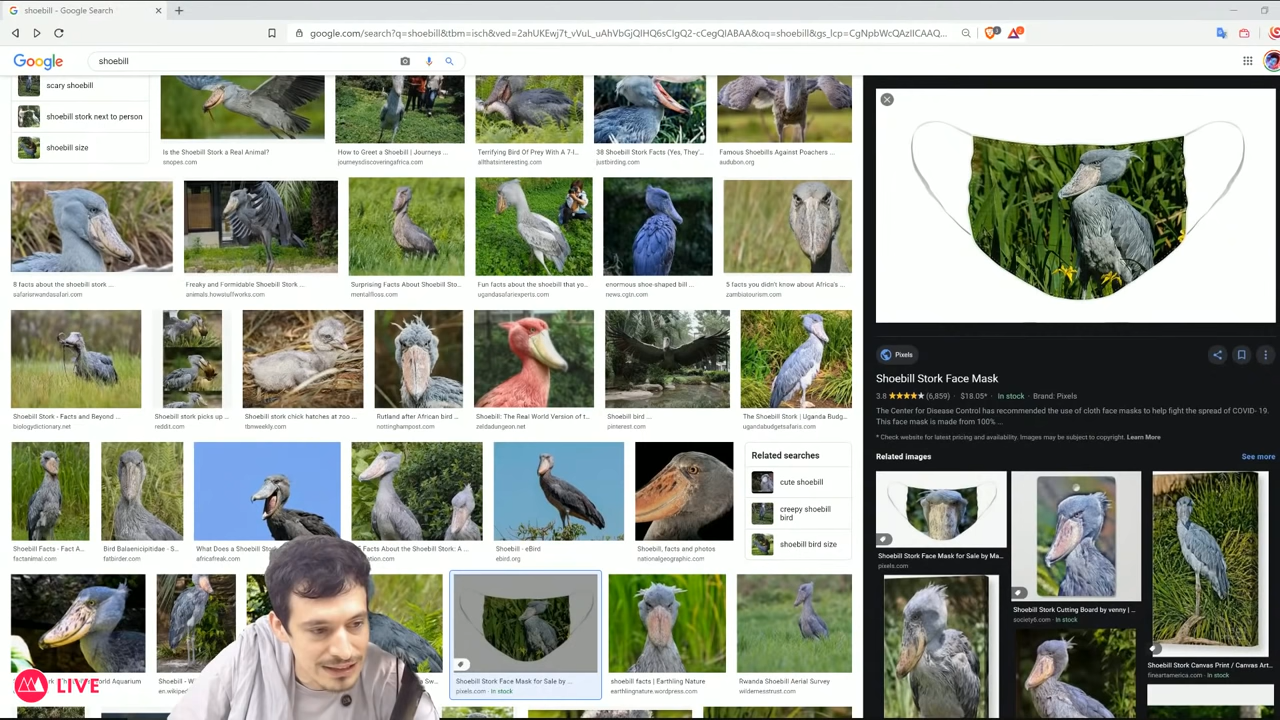 shoebill - Google Search
google.com/search?q=shoebill&tbm=isch&ved=2ahUKEwj7t_vVuL_uAhVbGjQIHQ6sCIgQ2-cCegQIABAA&oq=shoebill&gs_lcp=CgNpbWcQAzIICAAQ...
Google
shoebill
scary shoebill
shoebill stork next to person
shoebill size
Is the Shoebill Stork a Real Animal?
snopes.com
How to Greet a Shoebill | Journeys ...
journeysdiscoveringafrica.com
Terrifying Bird Of Prey With A 7-I...
allthatsinteresting.com
38 Shoebill Stork Facts (Yes, They'...
justbirding.com
Famous Shoebills Against Poachers ...
audubon.org
8 facts about the shoebill stork ...
safarisrwandasafari.com
Freaky and Formidable Shoebill Stork ...
animals.howstuffworks.com
Surprising Facts About Shoebill Sto...
mentalfloss.com
Fun facts about the shoebill that yo...
ugandasafariexperts.com
enormous shoe-shaped bill ...
news.cgtn.com
5 facts you didn't know about Africa's ...
zambiatourism.com
Shoebill Stork - Facts and Beyond ...
biologydictionary.net
Shoebill stork picks up ...
reddit.com
Shoebill stork chick hatches at zoo ...
tbnweekly.com
Rutland after African bird ...
nottinghampost.com
Shoebill: The Real World Version of t...
zeldadungeon.net
Shoebill bird ...
pinterest.com
The Shoebill Stork | Uganda Budg...
ugandabudgetsafaris.com
Related searches
cute shoebill
creepy shoebill
bird
shoebill bird size
Shoebill Facts - Fact A...
factanimal.com
Bird Balaenicipitidae - S...
fatbirder.com
What Does a Shoebill St
africafreak.com
Facts About the Shoebill Stork: A ...
ation.com
Shoebill - eBird
ebird.org
Shoebill, facts and photos
nationalgeographic.com
World Aquarium
Shoebill - W
en.wikiped
Sw...
Shoebill Stork Face Mask for Sale by ...
pixels.com · In stock
shoebill facts | Earthling Nature
earthlingnature.wordpress.com
Rwanda Shoebill Aerial Survey
wildernesstrust.com
LIVE
Pixels
Shoebill Stork Face Mask
3.8 (6,859) · $18.05* · In stock · Brand: Pixels
The Center for Disease Control has recommended the use of cloth face masks to help fight the spread of COVID- 19.
This face mask is made from 100% ...
* Check website for latest pricing and availability. Images may be subject to copyright. Learn More
Related images
See more
Shoebill Stork Face Mask for Sale by Ma...
pixels.com
Shoebill Stork Cutting Board by venny | ...
society6.com · In stock
Shoebill Stork Canvas Print / Canvas Art...
fineartamerica.com · In stock